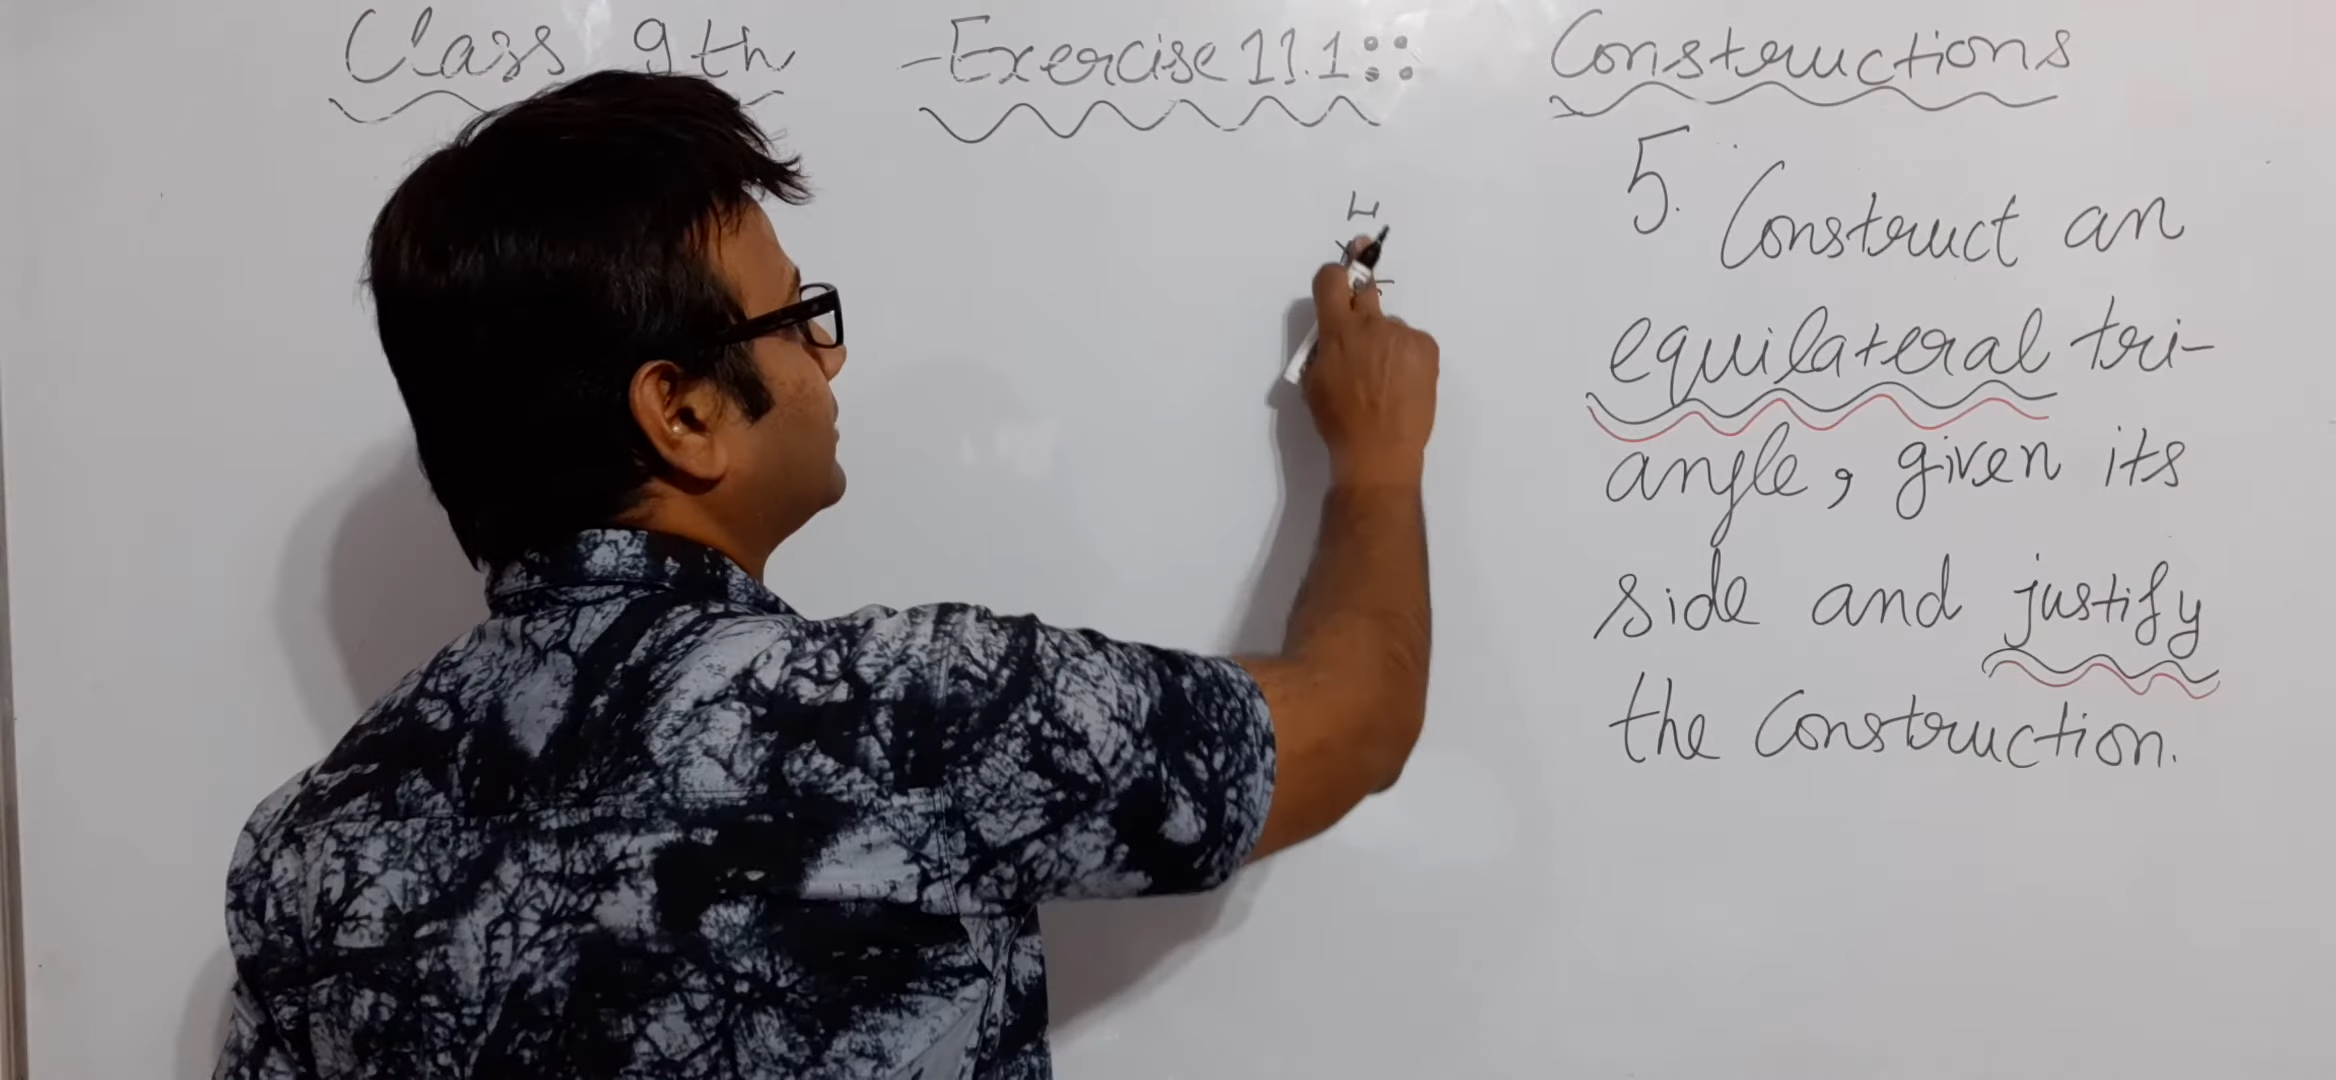 Class 9th - Exercise 11.1:: Constructions
5. Construct an
equilateral tri-
angle, given its
side and justify
the Construction.